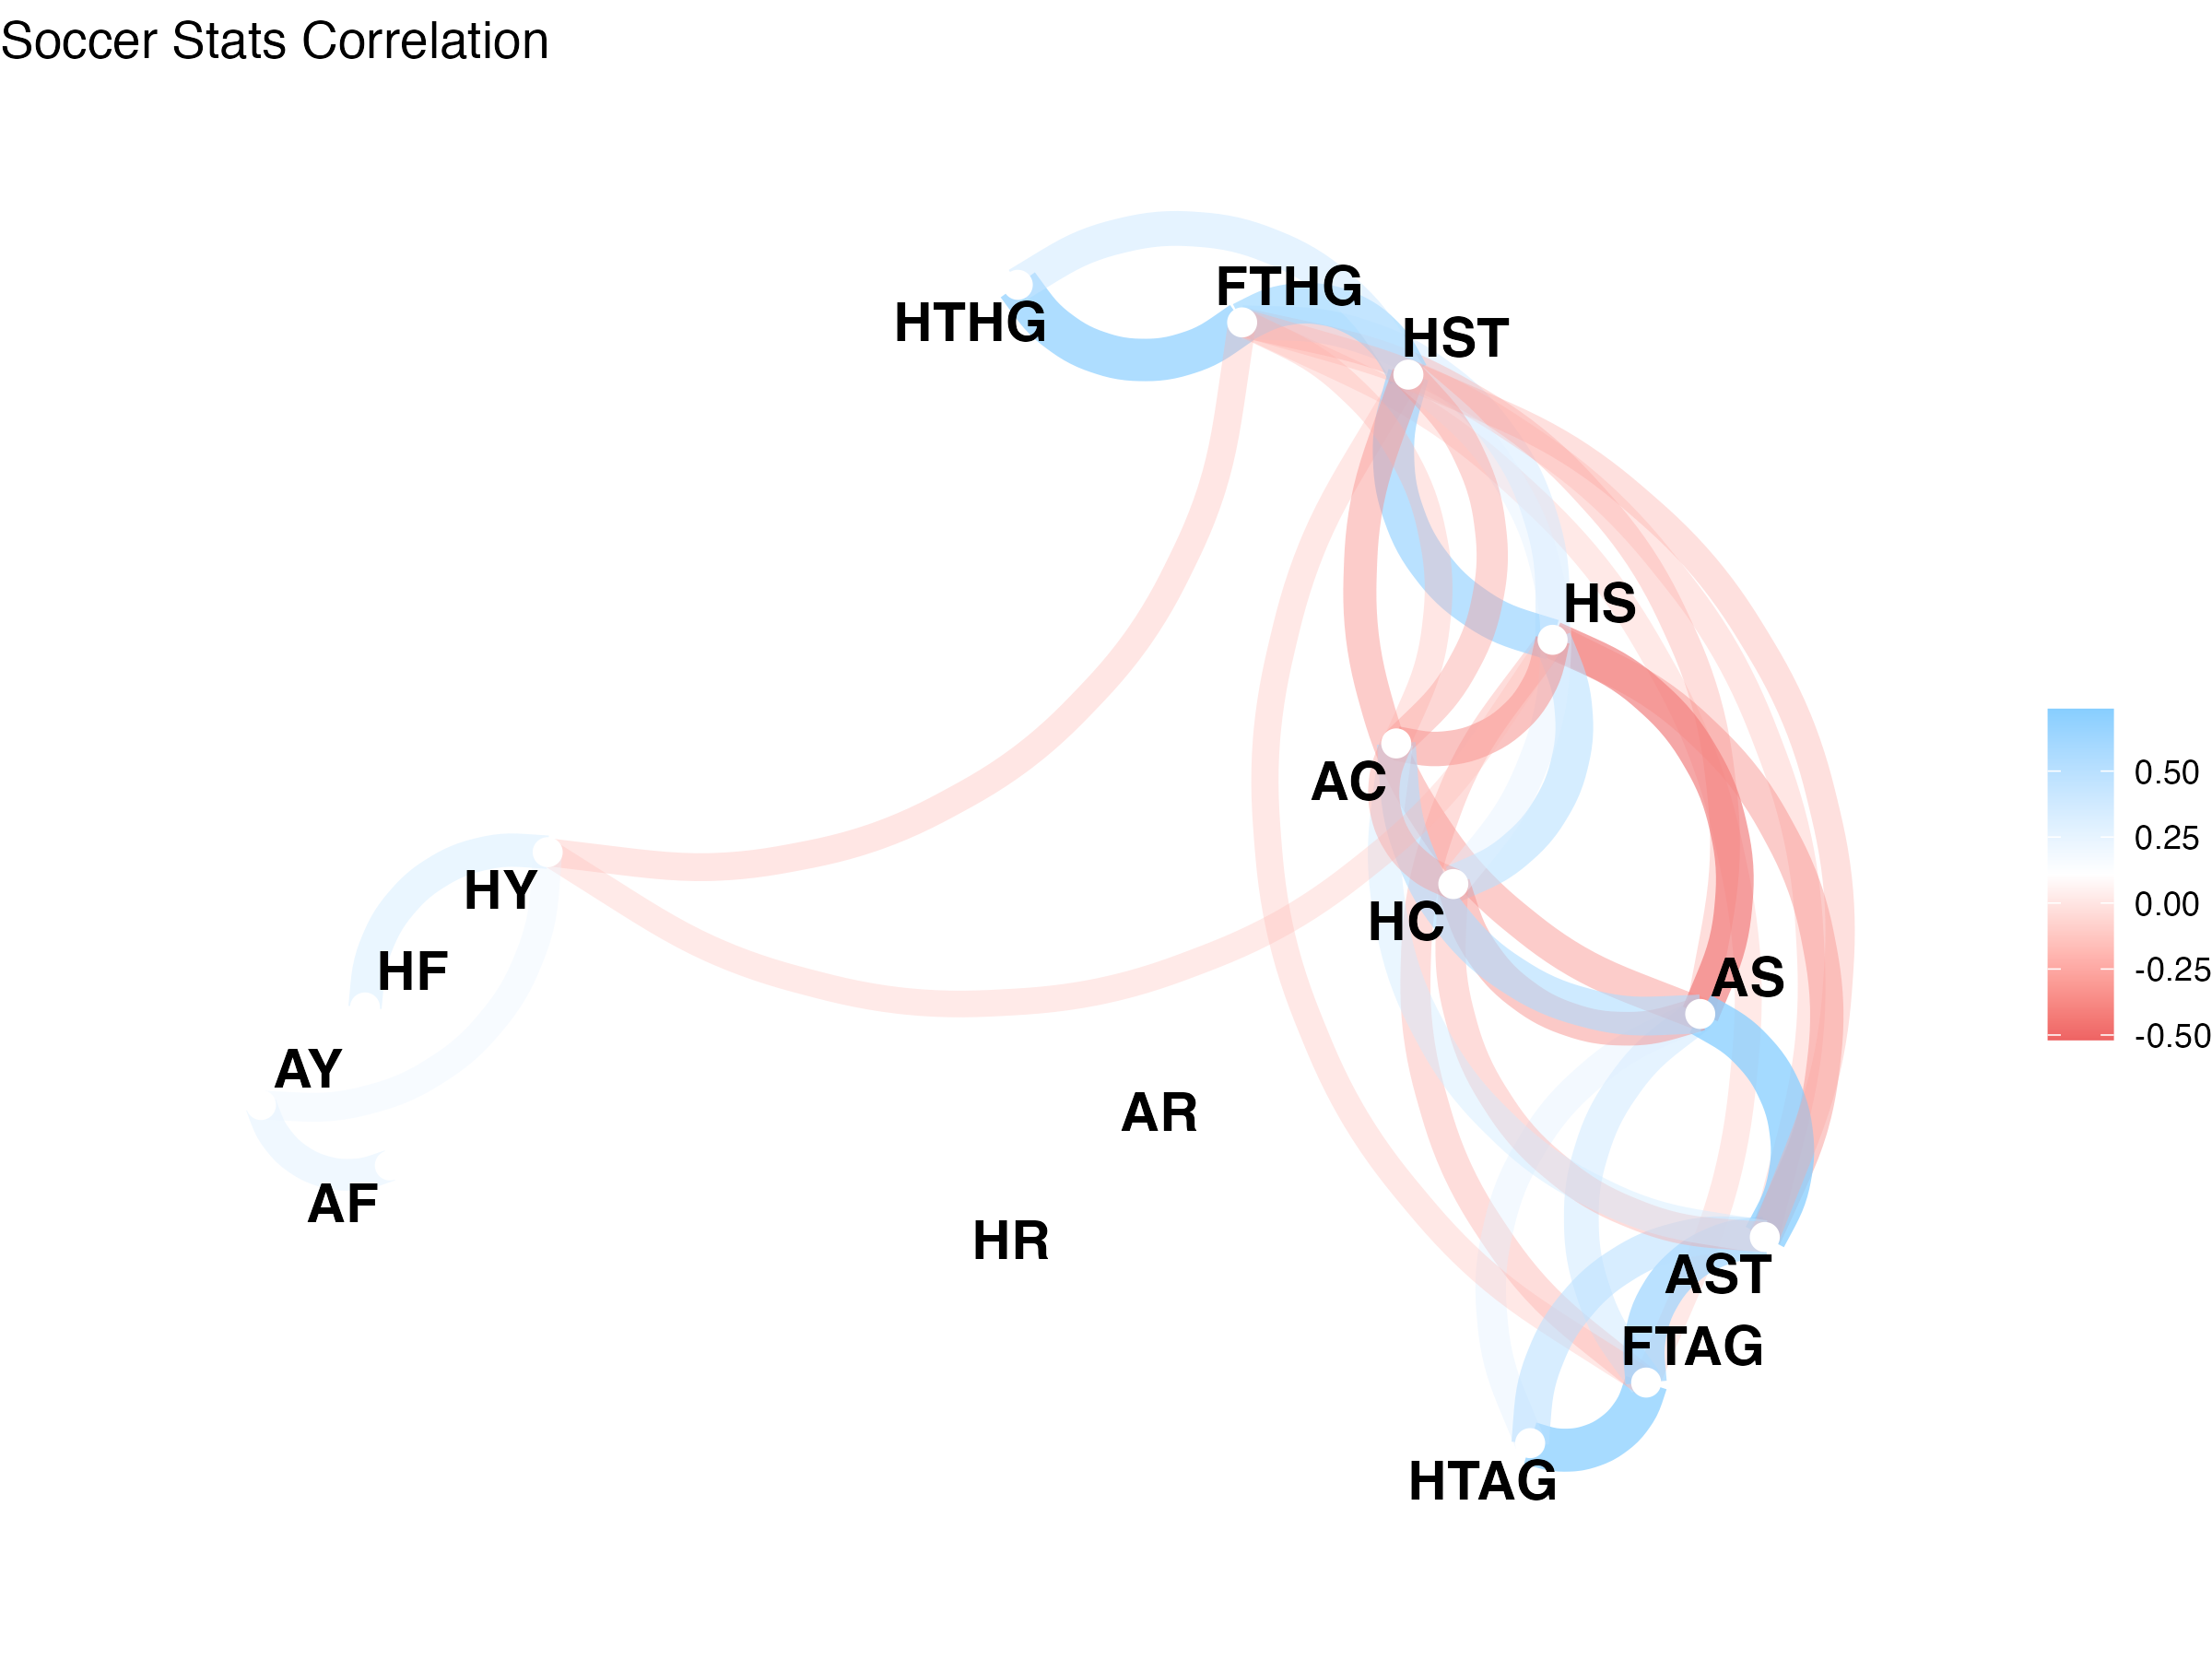 Soccer Stats Correlation
FTHG
HTHG
HST
HS
AC
0.50
0.25
HY
HC
0.00
HF
AS
-0.25
-0.50
AY
AR
AF
HR
AST
FTAG
HTAG